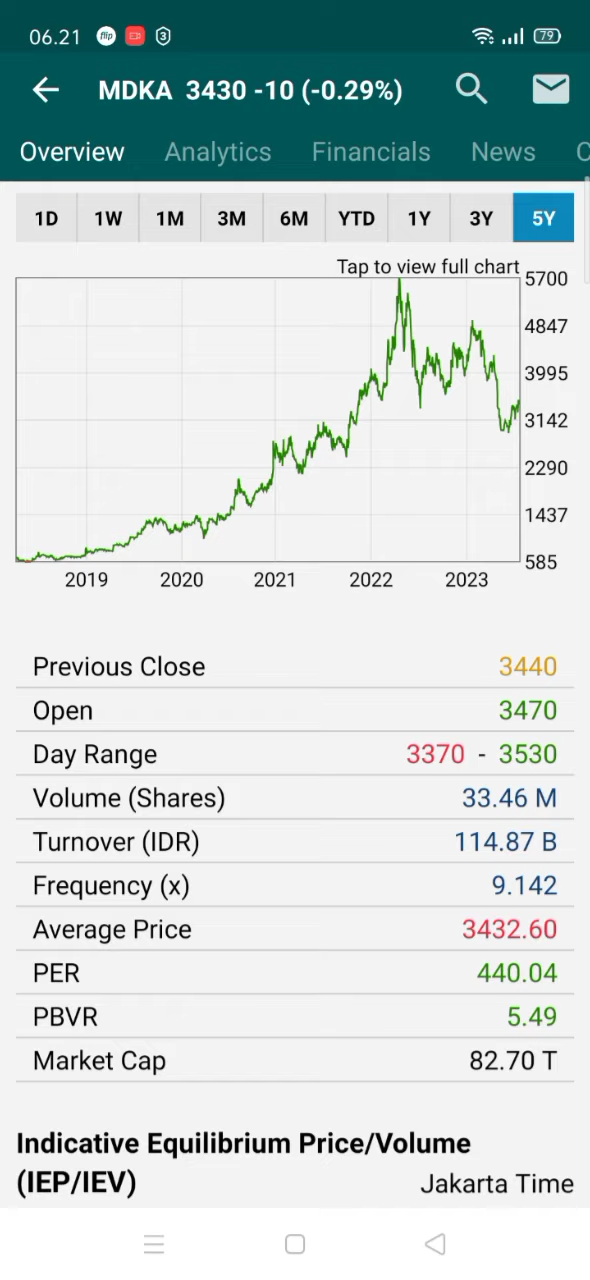 06.21 flip 3 79
MDKA 3430 -10 (-0.29%)
Overview Analytics Financials News C
1D 1W 1M 3M 6M YTD 1Y 3Y 5Y
Tap to view full chart
5700
4847
3995
3142
2290
1437
585
2019 2020 2021 2022 2023
Previous Close 3440
Open 3470
Day Range 3370 - 3530
Volume (Shares) 33.46 M
Turnover (IDR) 114.87 B
Frequency (x) 9.142
Average Price 3432.60
PER 440.04
PBVR 5.49
Market Cap 82.70 T
Indicative Equilibrium Price/Volume
(IEP/IEV) Jakarta Time